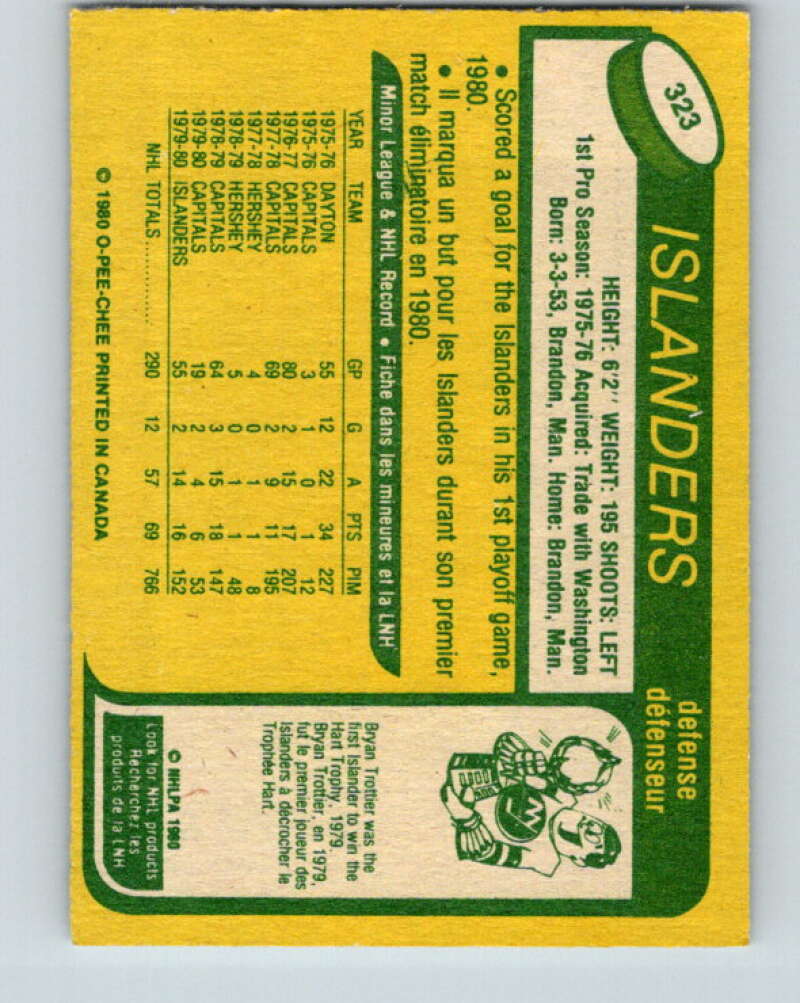 323
ISLANDERS
defense
défenseur
HEIGHT: 6'2" WEIGHT: 195 SHOOTS: LEFT
1st Pro Season: 1975-76 Acquired: Trade with Washington
Born: 3-3-53, Brandon, Man. Home: Brandon, Man.
• Scored a goal for the Islanders in his 1st playoff game,
1980.
• Il marqua un but pour les Islanders durant son premier
match éliminatoire en 1980.
Minor League & NHL Record • Fiche dans les mineures et la LNH
YEAR TEAM GP G A PTS PIM
1975-76 DAYTON 55 12 22 34 227
1975-76 CAPITALS 3 1 0 1 12
1976-77 CAPITALS 80 2 15 17 207
1977-78 CAPITALS 69 2 9 11 195
1977-78 HERSHEY 4 0 1 1 8
1978-79 HERSHEY 5 0 1 1 48
1978-79 CAPITALS 64 3 15 18 147
1979-80 CAPITALS 19 2 4 6 53
1979-80 ISLANDERS 55 2 14 16 152
NHL TOTALS.............. 290 12 57 69 766
© 1980 O-PEE-CHEE PRINTED IN CANADA
Bryan Trottier was the
first Islander to win the
Hart Trophy. 1979.
Bryan Trottier, en 1979,
fut le premier joueur des
Islanders à décrocher le
Trophée Hart.
© NHLPA 1980
Look for NHL products
Recherchez les
produits de la LNH